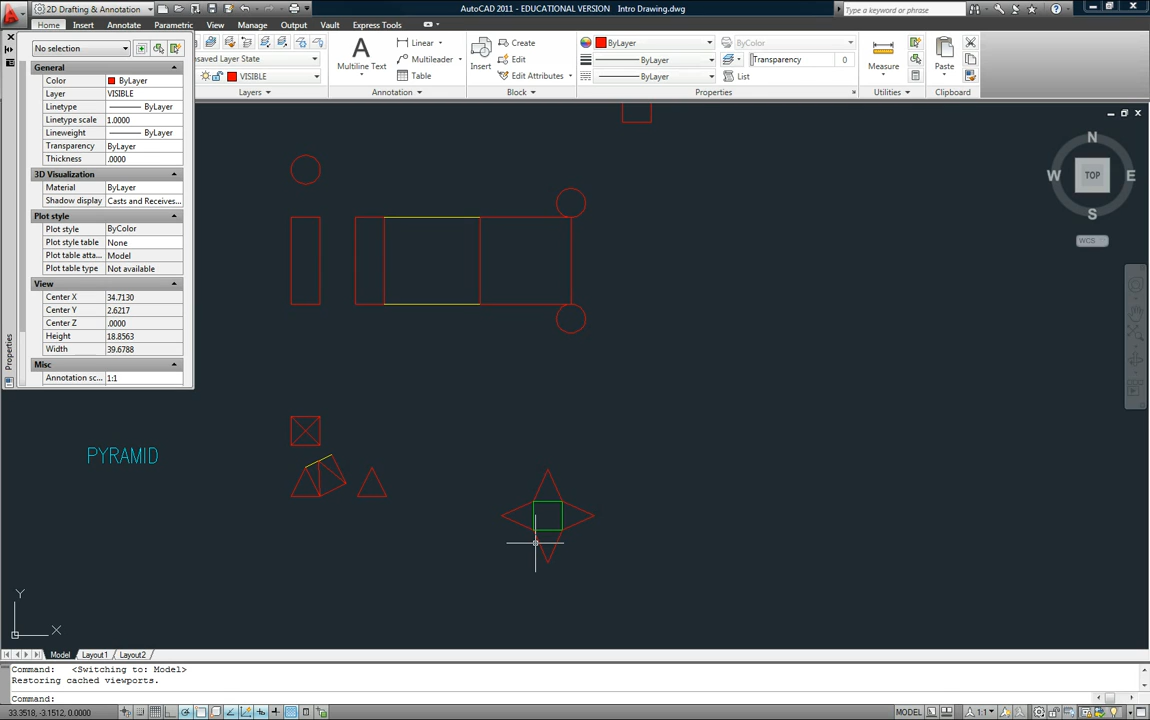 2D Drafting & Annotation
AutoCAD 2011 - EDUCATIONAL VERSION Intro Drawing.dwg
Type a keyword or phrase
Home Insert Annotate Parametric View Manage Output Vault Express Tools
No selection
General
Color ByLayer
Layer VISIBLE
Linetype ByLayer
Linetype scale 1.0000
Lineweight ByLayer
Transparency ByLayer
Thickness .0000
3D Visualization
Material ByLayer
Shadow display Casts and Receives...
Plot style
Plot style ByColor
Plot style table None
Plot table atta... Model
Plot table type Not available
View
Center X 34.7130
Center Y 2.6217
Center Z .0000
Height 18.8563
Width 39.6788
Misc
Annotation sc... 1:1
Properties
Unsaved Layer State
VISIBLE
Layers
A
Multiline Text
Linear
Multileader
Table
Annotation
Insert
Create
Edit
Edit Attributes
Block
ByLayer
ByLayer
ByLayer
ByColor
Transparency 0
List
Properties
Measure
Utilities
Paste
Clipboard
N
W TOP E
S
WCS
PYRAMID
Y
X
Model Layout1 Layout2
Command: <Switching to: Model>
Restoring cached viewports.
Command:
33.3518, -3.1512, 0.0000
MODEL
1:1